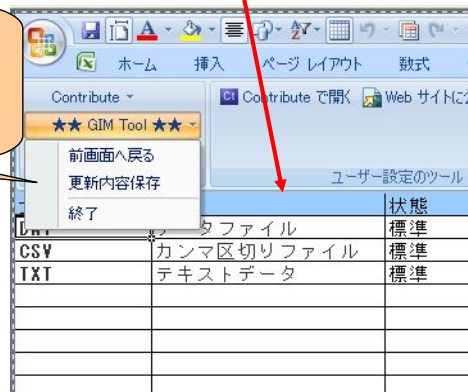 ホーム 挿入 ページ レイアウト 数式
Contribute
Contribute で開く Web サイトに
★★ GIM Tool ★★
前画面へ戻る
更新内容保存
終了
ユーザー設定のツール
状態
タファイル 標準
CSV カンマ区切りファイル 標準
TXT テキストデータ 標準